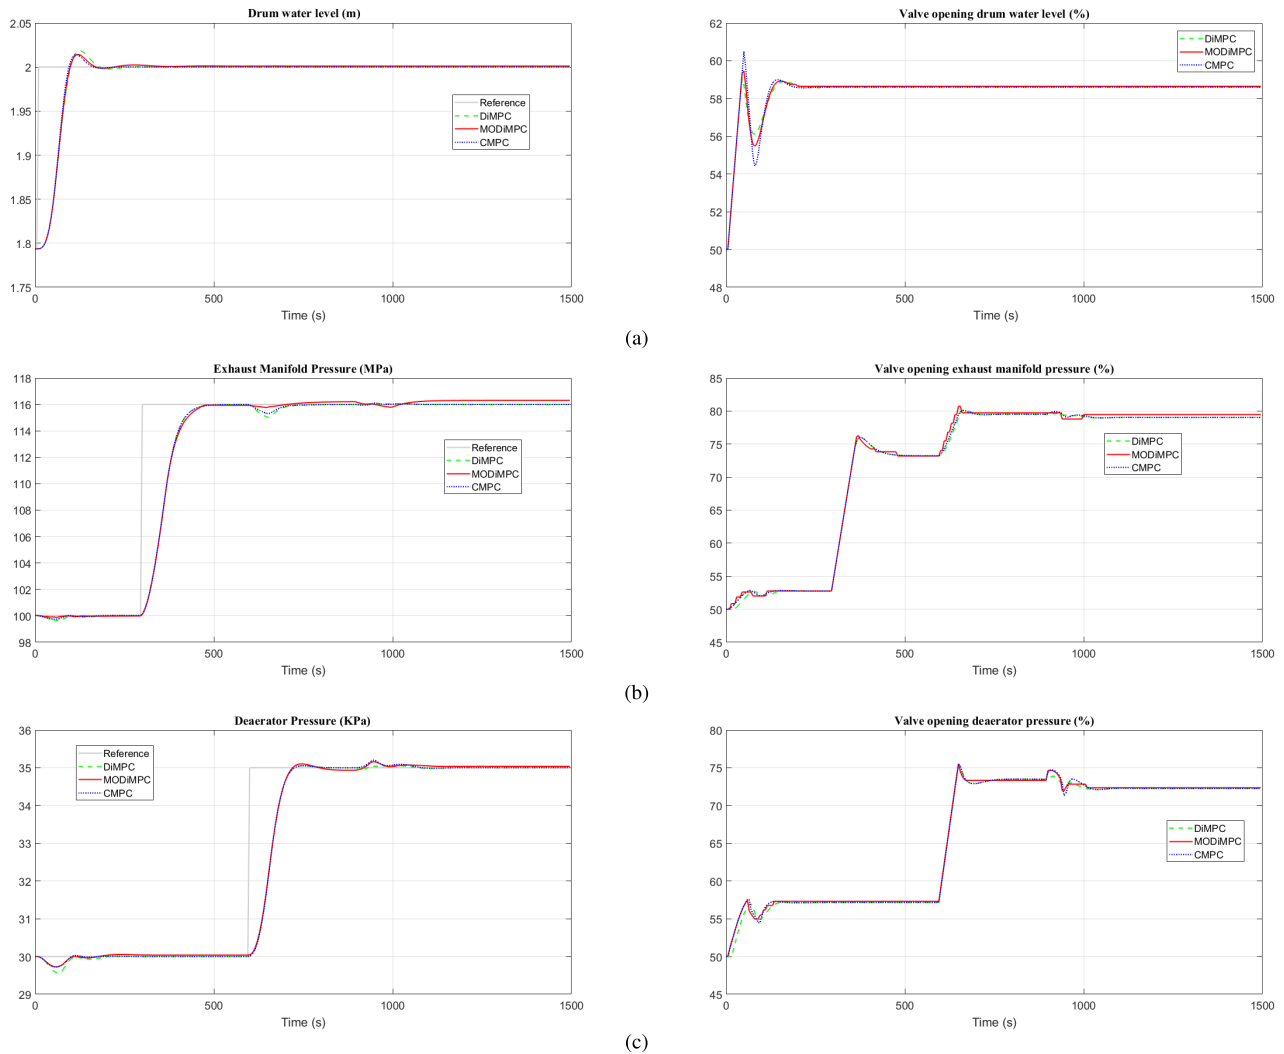 Drum water level (m)
2.05
2
1.95
1.9
1.85
1.8
1.75
0
500
1000
1500
Time (s)
Reference
DiMPC
MODiMPC
CMPC
Valve opening drum water level (%)
62
60
58
56
54
52
50
48
0
500
1000
1500
Time (s)
DiMPC
MODiMPC
CMPC
(a)
Exhaust Manifold Pressure (MPa)
118
116
114
112
110
108
106
104
102
100
98
0
500
1000
1500
Time (s)
Reference
DiMPC
MODiMPC
CMPC
Valve opening exhaust manifold pressure (%)
85
80
75
70
65
60
55
50
45
0
500
1000
1500
Time (s)
DiMPC
MODiMPC
CMPC
(b)
Deaerator Pressure (KPa)
36
35
34
33
32
31
30
29
0
500
1000
1500
Time (s)
Reference
DiMPC
MODiMPC
CMPC
Valve opening deaerator pressure (%)
80
75
70
65
60
55
50
45
0
500
1000
1500
Time (s)
DiMPC
MODiMPC
CMPC
(c)